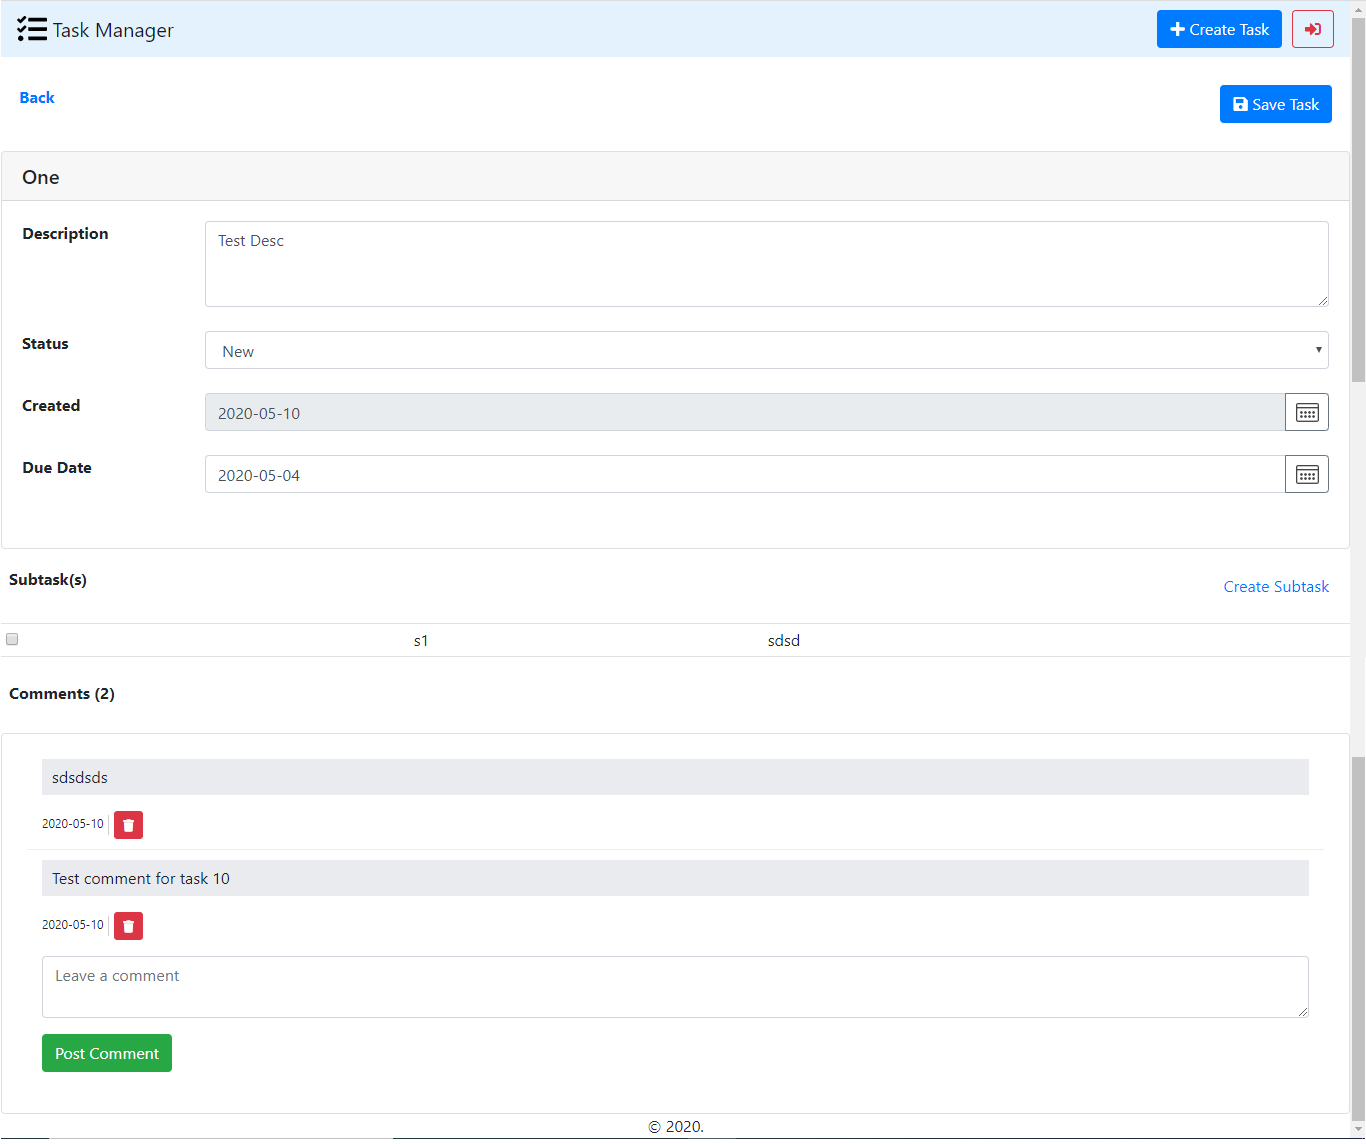 Task Manager
Create Task
Back
Save Task
One
Description
Test Desc
Status
New
Created
2020-05-10
Due Date
2020-05-04
Subtask(s)
Create Subtask
s1 sdsd
Comments (2)
sdsdsds
2020-05-10
Test comment for task 10
2020-05-10
Leave a comment
Post Comment
© 2020.